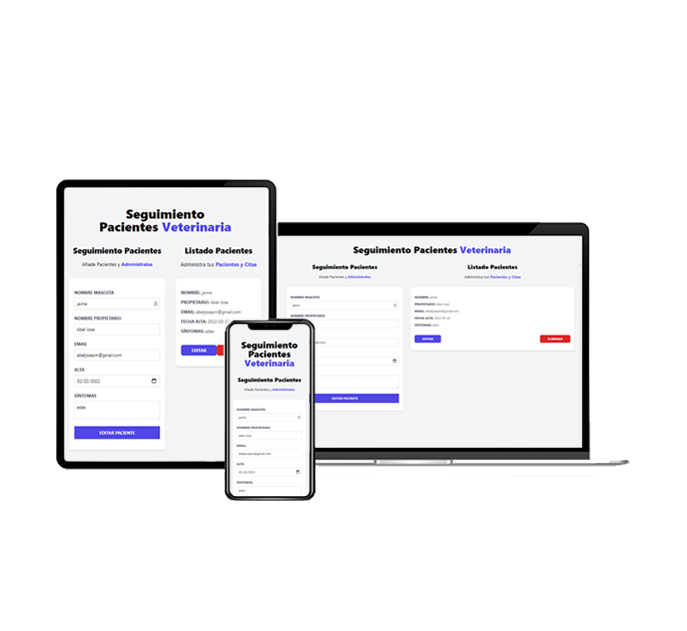 Seguimiento
Pacientes Veterinaria
Seguimiento Pacientes
Añade Pacientes y Administralos
NOMBRE MASCOTA
jaime
NOMBRE PROPIETARIO
Abel Jose
EMAIL
abeljosepm@gmail.com
ALTA
02/02/2022
SÍNTOMAS
adas
EDITAR PACIENTE
Listado Pacientes
Administra tus Pacientes y Citas
NOMBRE: jaime
PROPIETARIO: Abel Jose
EMAIL: abeljosepm@gmail.com
FECHA ALTA: 2022-02-
SÍNTOMAS: adas
EDITAR
Seguimiento
Pacientes
Veterinaria
Seguimiento Pacientes
Añade Pacientes y Administralos
NOMBRE MASCOTA
jaime
NOMBRE PROPIETARIO
Abel Jose
EMAIL
abeljosepm@gmail.com
ALTA
02/02/2022
SÍNTOMAS
adas
Seguimiento Pacientes Veterinaria
Seguimiento Pacientes
Añade Pacientes y Administralos
NOMBRE MASCOTA
jaime
NOMBRE PROPIETARIO
EDITAR PACIENTE
Listado Pacientes
Administra tus Pacientes y Citas
NOMBRE: jaime
PROPIETARIO: Abel Jose
EMAIL: abeljosepm@gmail.com
FECHA ALTA: 2022-02-02
SÍNTOMAS: adas
EDITAR
ELIMINAR